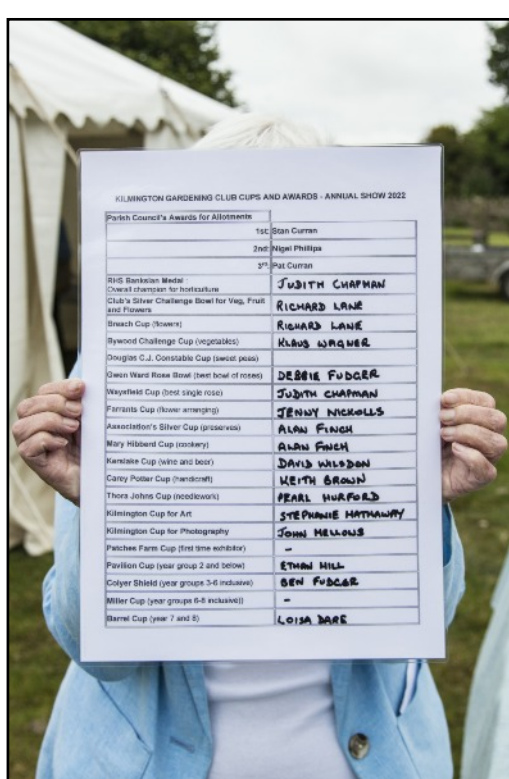 KILMINGTON GARDENING CLUB CUPS AND AWARDS - ANNUAL SHOW 2022
Parish Council's Awards for Allotments
1st: Stan Curran
2nd: Nigel Phillips
3rd: Pat Curran
RHS Banksian Medal :
Overall champion for horticulture JUDITH CHAPMAN
Club's Silver Challenge Bowl for Veg, Fruit
and Flowers RICHARD LANE
Breach Cup (flowers) RICHARD LANE
Bywood Challenge Cup (vegetables) KLAUS WAGNER
Douglas C.J. Constable Cup (sweet peas)
Gwen Ward Rose Bowl (best bowl of roses) DEBBIE FUDGER
Waysfield Cup (best single rose) JUDITH CHAPMAN
Farrants Cup (flower arranging) JENNY NICKOLLS
Association's Silver Cup (preserves) ALAN FINCH
Mary Hibberd Cup (cookery) ALAN FINCH
Kerslake Cup (wine and beer) DAVID WILSDON
Carey Potter Cup (handicraft) KEITH BROWN
Thora Johns Cup (needlework) PEARL HURFORD
Kilmington Cup for Art STEPHANIE HATHAWAY
Kilmington Cup for Photography JOHN MELLOWS
Patches Farm Cup (first time exhibitor) -
Pavilion Cup (year group 2 and below) ETHAN HILL
Colyer Shield (year groups 3-6 inclusive) BEN FUDGER
Miller Cup (year groups 6-8 inclusive)) -
Barrel Cup (year 7 and 8) LOISA DARE